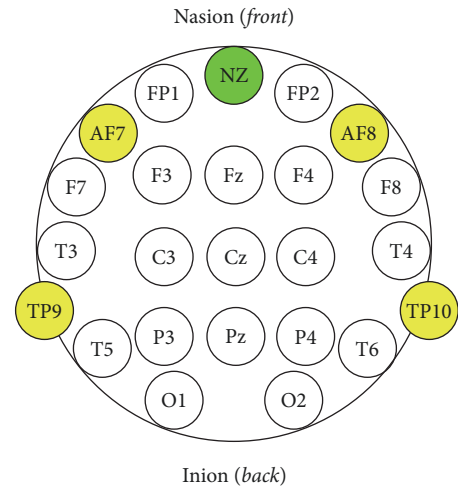 Nasion (front)
NZ
FP1 FP2
AF7 AF8
F7 F3 Fz F4 F8
T3 C3 Cz C4 T4
TP9 TP10
T5 P3 Pz P4 T6
O1 O2
Inion (back)